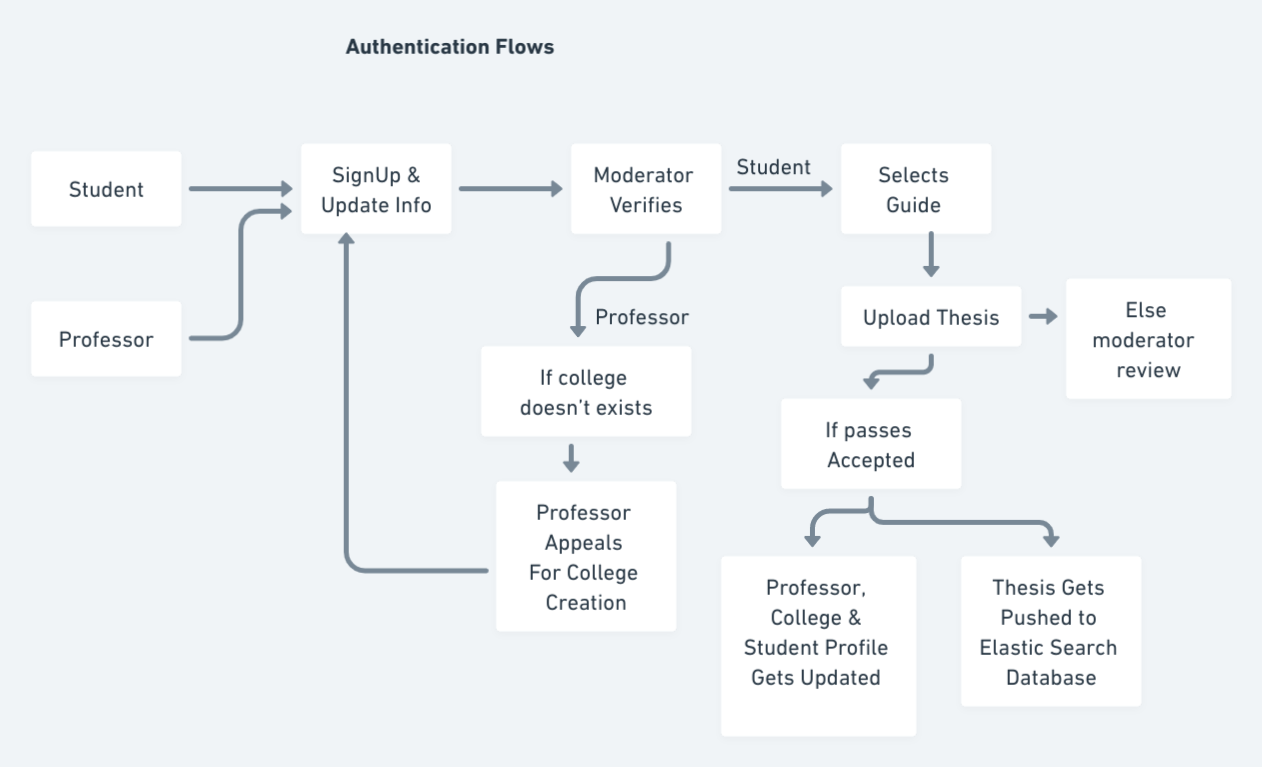 Authentication Flows
Student
SignUp &
Update Info
Moderator
Verifies
Student
Selects
Guide
Professor
Professor
Upload Thesis
Else
moderator
review
If college
doesn't exists
If passes
Accepted
Professor
Appeals
For College
Creation
Professor,
College &
Student Profile
Gets Updated
Thesis Gets
Pushed to
Elastic Search
Database